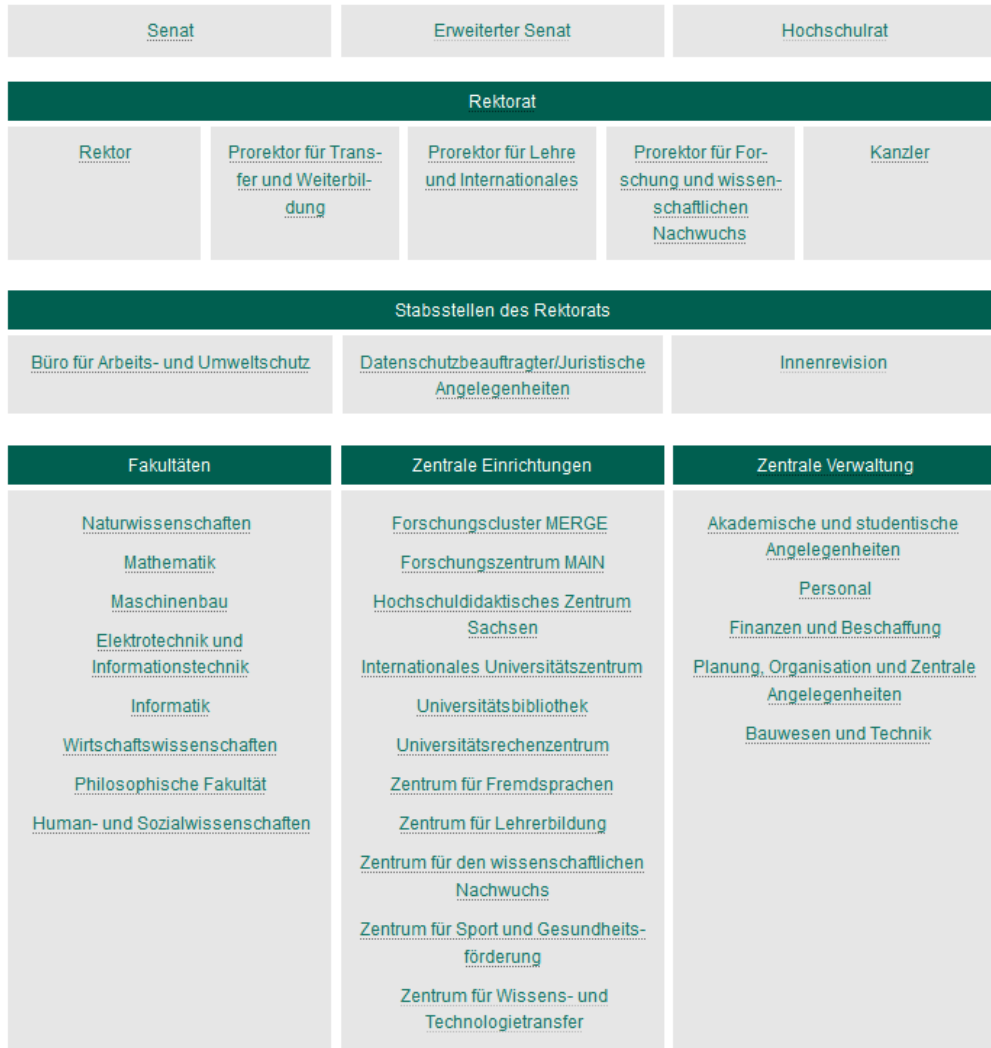 Senat
Erweiterter Senat
Hochschulrat
Rektorat
Rektor
Prorektor für Trans-
fer und Weiterbil-
dung
Prorektor für Lehre
und Internationales
Prorektor für For-
schung und wissen-
schaftlichen
Nachwuchs
Kanzler
Stabsstellen des Rektorats
Büro für Arbeits- und Umweltschutz
Datenschutzbeauftragter/Juristische
Angelegenheiten
Innenrevision
Fakultäten
Naturwissenschaften
Mathematik
Maschinenbau
Elektrotechnik und
Informationstechnik
Informatik
Wirtschaftswissenschaften
Philosophische Fakultät
Human- und Sozialwissenschaften
Zentrale Einrichtungen
Forschungscluster MERGE
Forschungszentrum MAIN
Hochschuldidaktisches Zentrum
Sachsen
Internationales Universitätszentrum
Universitätsbibliothek
Universitätsrechenzentrum
Zentrum für Fremdsprachen
Zentrum für Lehrerbildung
Zentrum für den wissenschaftlichen
Nachwuchs
Zentrum für Sport und Gesundheits-
förderung
Zentrum für Wissens- und
Technologietransfer
Zentrale Verwaltung
Akademische und studentische
Angelegenheiten
Personal
Finanzen und Beschaffung
Planung, Organisation und Zentrale
Angelegenheiten
Bauwesen und Technik